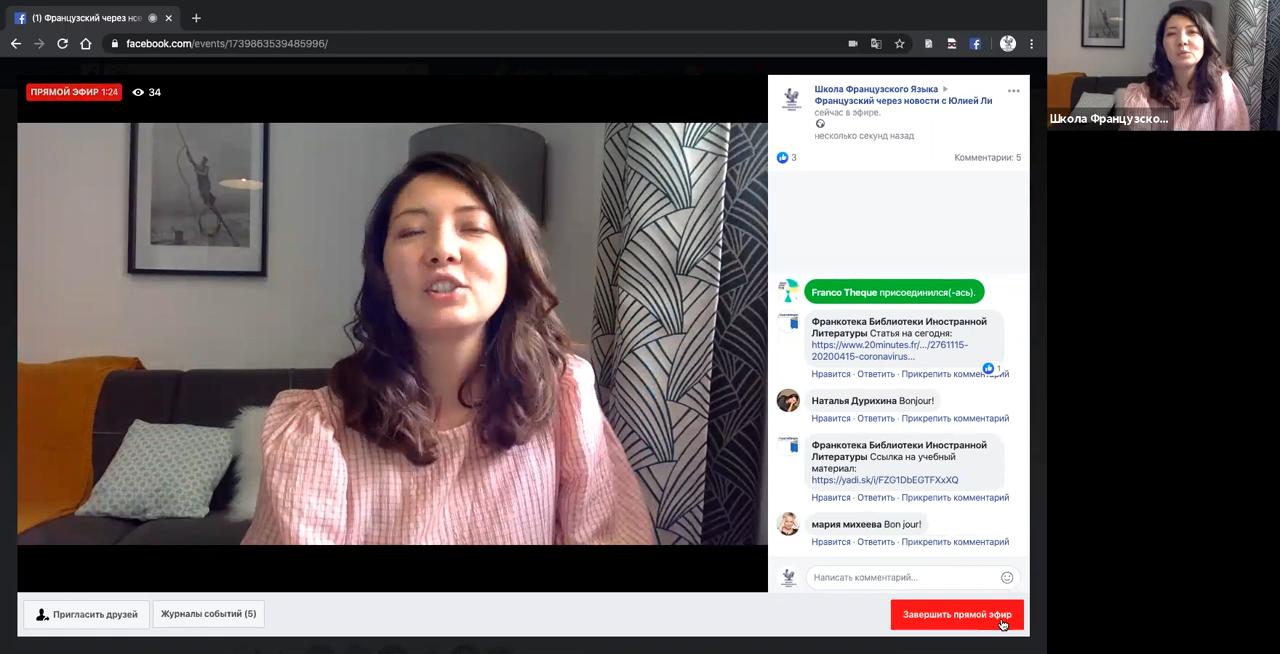 (1) Французский через нов
facebook.com/events/1739863539485996/
ПРЯМОЙ ЭФИР 1:24
34
Школа Французского Языка
Французский через новости с Юлией Ли
сейчас в эфире.
несколько секунд назад
3
Комментарии: 5
Franco Theque присоединился(-ась).
Франкотека Библиотеки Иностранной
Литературы Статья на сегодня:
https://www.20minutes.fr/.../2761115-
20200415-coronavirus...
1
Нравится · Ответить · Прикрепить комментарий
Наталья Дурихина Bonjour!
Нравится · Ответить · Прикрепить комментарий
Франкотека Библиотеки Иностранной
Литературы Ссылка на учебный
материал:
https://yadi.sk/i/FZG1DbEGTFXxXQ
Нравится · Ответить · Прикрепить комментарий
мария михеева Bon jour!
Нравится · Ответить · Прикрепить комментарий
Написать комментарий...
Пригласить друзей
Журналы событий (5)
Завершить прямой эфир
Школа Французско...